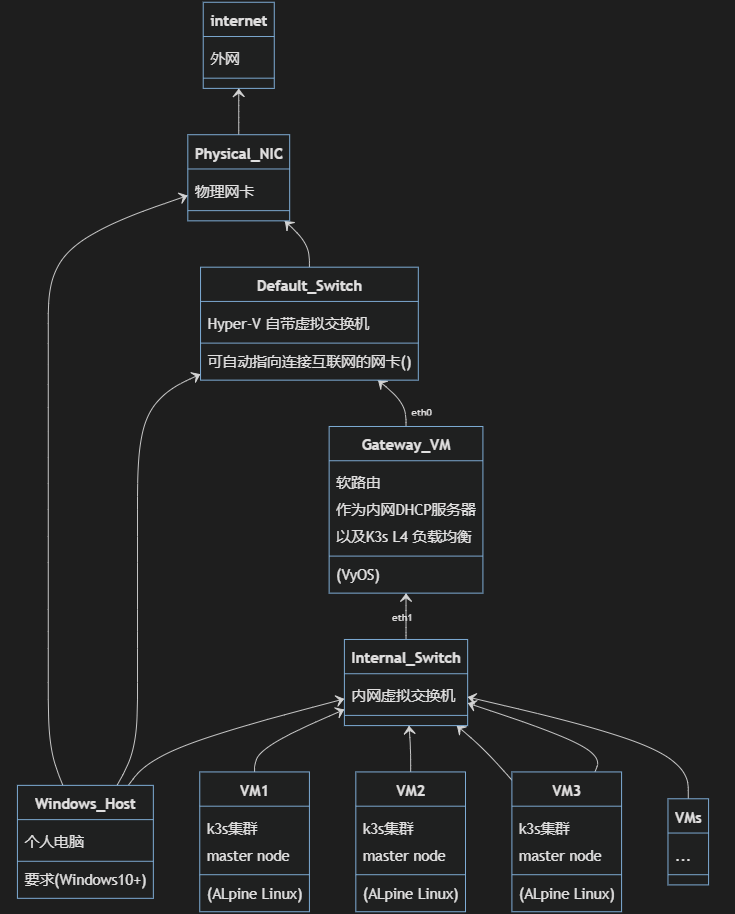 internet
外网
Physical_NIC
物理网卡
Default_Switch
Hyper-V 自带虚拟交换机
可自动指向连接互联网的网卡()
eth0
Gateway_VM
软路由
作为内网DHCP服务器
以及K3s L4 负载均衡
(VyOS)
eth1
Internal_Switch
内网虚拟交换机
Windows_Host
个人电脑
要求(Windows10+)
VM1
k3s集群
master node
(ALpine Linux)
VM2
k3s集群
master node
(ALpine Linux)
VM3
k3s集群
master node
(ALpine Linux)
VMs
...